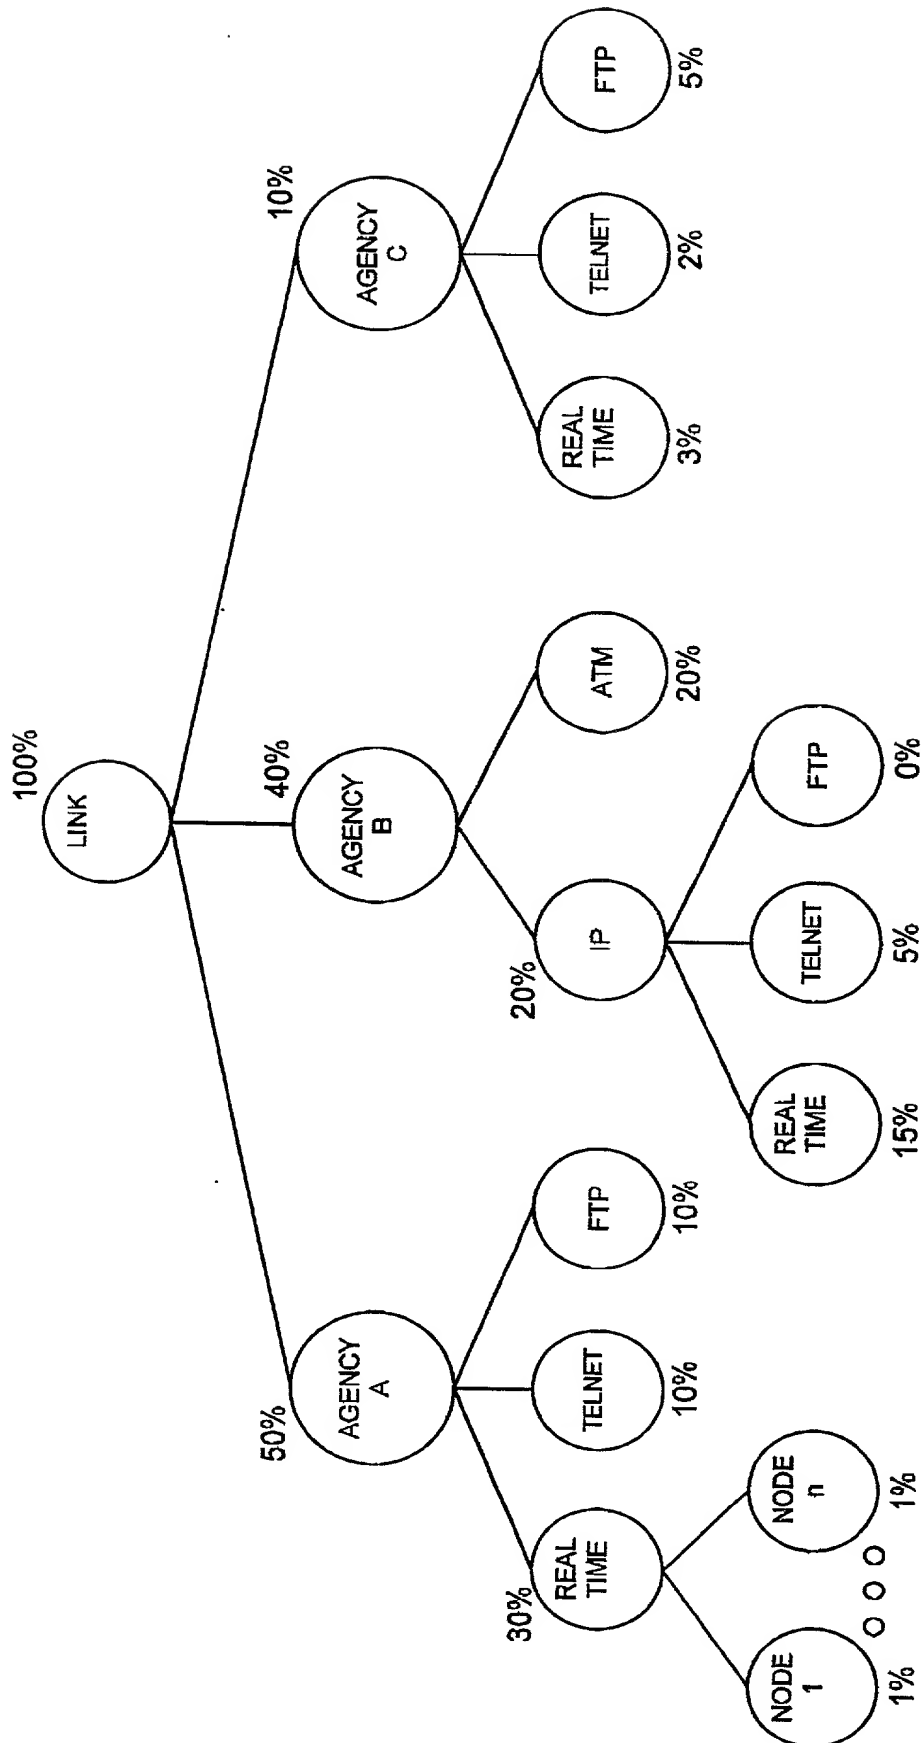 100%
LINK
50%
AGENCY
A
40%
AGENCY
B
10%
AGENCY
C
30%
REAL
TIME
TELNET
10%
FTP
10%
20%
IP
ATM
20%
REAL
TIME
3%
TELNET
2%
FTP
5%
NODE
1
1%
NODE
n
1%
REAL
TIME
15%
TELNET
5%
FTP
0%